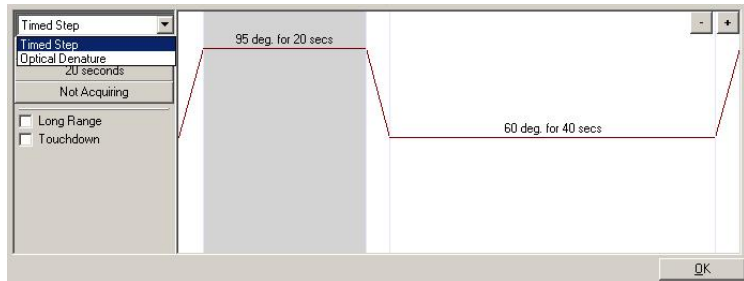 Timed Step
Timed Step
Optical Denature
20 seconds
Not Acquiring
Long Range
Touchdown
95 deg. for 20 secs
60 deg. for 40 secs
- +
OK